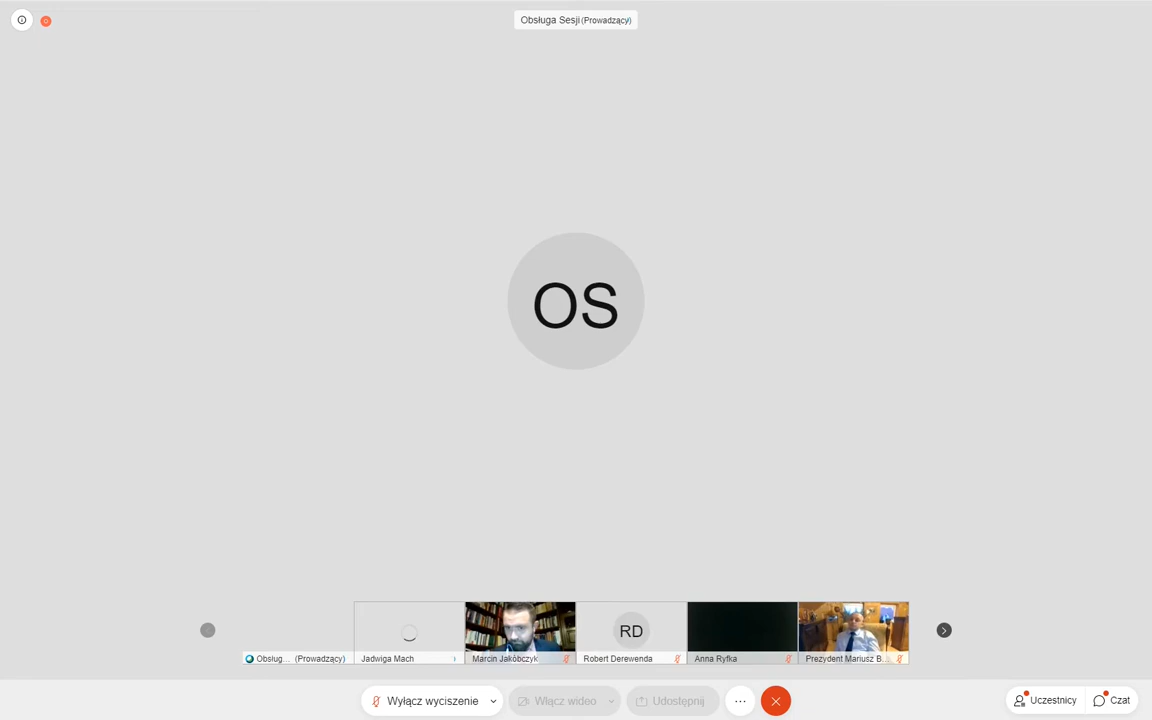 Obsługa Sesji (Prowadzący)
OS
RD
Obsług... (Prowadzący)
Jadwiga Mach
Marcin Jakóbczyk
Robert Derewenda
Anna Ryfka
Prezydent Mariusz B...
Wyłącz wyciszenie
Włącz wideo
Udostępnij
Uczestnicy
Czat